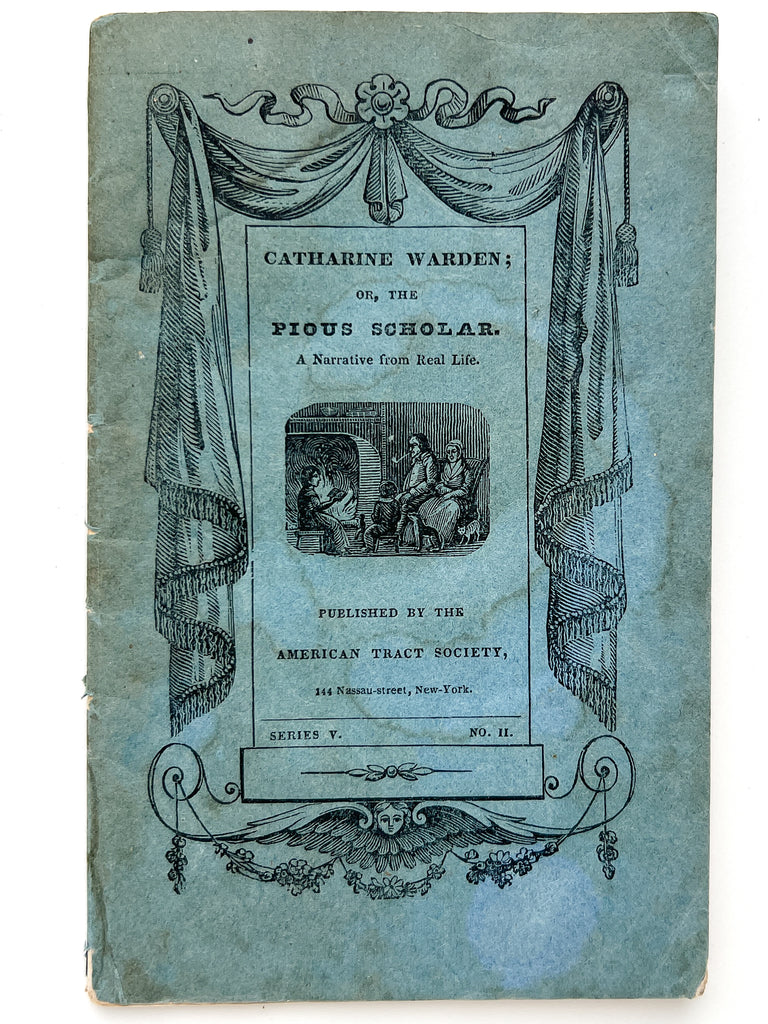 CATHARINE WARDEN;
OR, THE
PIOUS SCHOLAR.
A Narrative from Real Life.
PUBLISHED BY THE
AMERICAN TRACT SOCIETY,
144 Nassau-street, New-York.
SERIES V. NO. II.